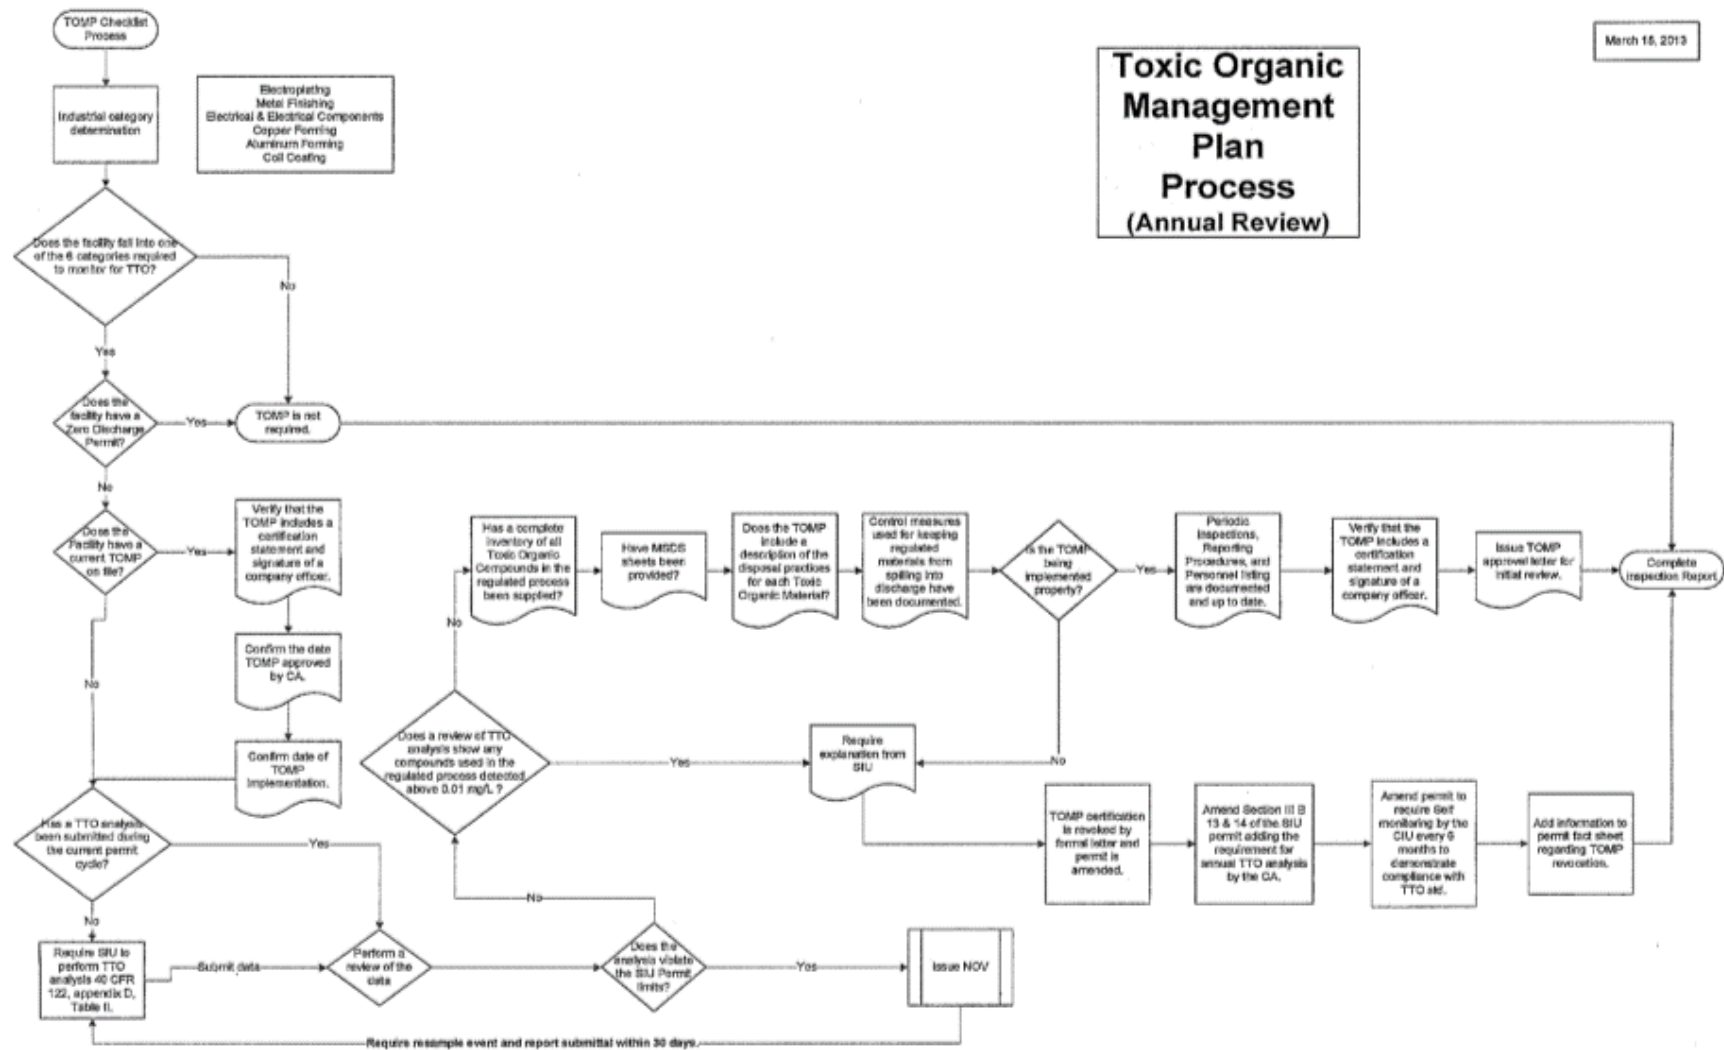 TOMP Checklist
Process
March 15, 2013
Toxic Organic
Management
Plan
Process
(Annual Review)
Industrial category
determination
Electroplating
Metal Finishing
Electrical & Electrical Components
Copper Forming
Aluminum Forming
Coil Coating
Does the facility fall into one
of the 6 categories required
to monitor for TTO?
No
Yes
Does the
facility have a
Zero Discharge
Permit?
Yes
TOMP is not
required.
No
Does the
Facility have a
current TOMP
on file?
Yes
Verify that the
TOMP includes a
certification
statement and
signature of a
company officer.
Confirm the date
TOMP approved
by CA.
Confirm date of
TOMP
Implementation.
No
Has a TTO analysis
been submitted during
the current permit
cycle?
Yes
No
Require SIU to
perform TTO
analysis 40 CFR
122, appendix D,
Table II.
Submit data
Perform a
review of the
data
Does the
analysis violate
the SIU Permit
limits?
No
Yes
Issue NOV
Require resample event and report submittal within 30 days.
Does a review of TTO
analysis show any
compounds used in the
regulated process detected
above 0.01 mg/L ?
No
Yes
Has a complete
inventory of all
Toxic Organic
Compounds in the
regulated process
been supplied?
Have MSDS
sheets been
provided?
Does the TOMP
include a
description of the
disposal practices
for each Toxic
Organic Material?
Control measures
used for keeping
regulated
materials from
spilling into
discharge have
been documented.
Is the TOMP
being
implemented
properly?
Yes
No
Periodic
Inspections,
Reporting
Procedures, and
Personnel listing
are documented
and up to date.
Verify that the
TOMP includes a
certification
statement and
signature of a
company officer.
Issue TOMP
approval letter for
initial review.
Complete
Inspection Report
Require
explanation from
SIU
TOMP certification
is revoked by
formal letter and
permit is
amended.
Amend Section III B
13 & 14 of the SIU
permit adding the
requirement for
annual TTO analysis
by the CA.
Amend permit to
require Self
monitoring by the
CIU every 6
months to
demonstrate
compliance with
TTO std.
Add information to
permit fact sheet
regarding TOMP
revocation.